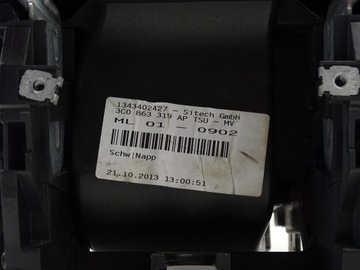 1343402427 - Sitech GmbH
3C0 863 319 AP TSU - MV
ML 01 - 0902
Schw|Napp
21.10.2013 13:00:51